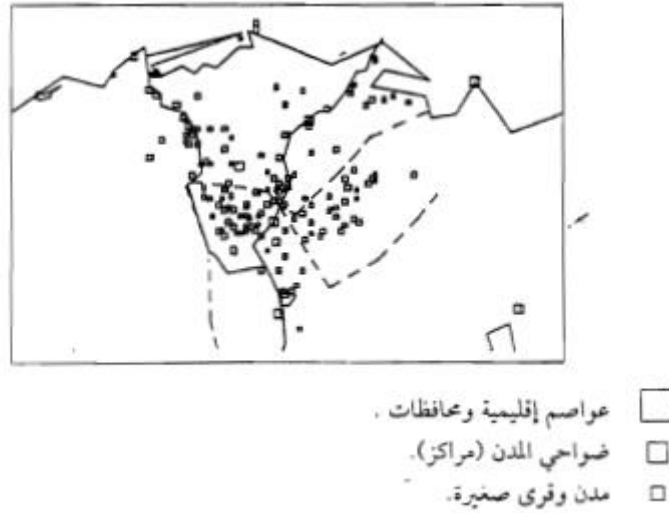 عواصم إقليمية ومحافظات .
ضواحي المدن (مراكز).
مدن وقرى صغيرة.